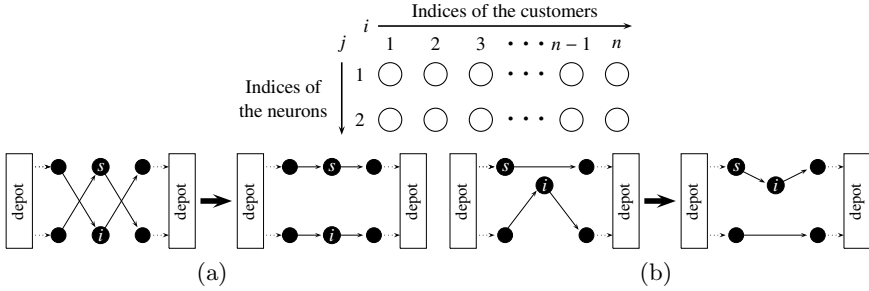 Indices of the customers
i
j 1 2 3 • • • n − 1 n
1 • • •
Indices of
the neurons
2 • • •
depot s i depot depot s i depot depot s i depot depot s i depot
(a) (b)